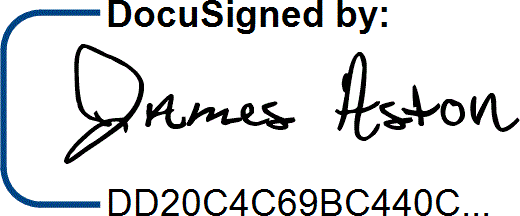 DocuSigned by:
James Aston
DD20C4C69BC440C...